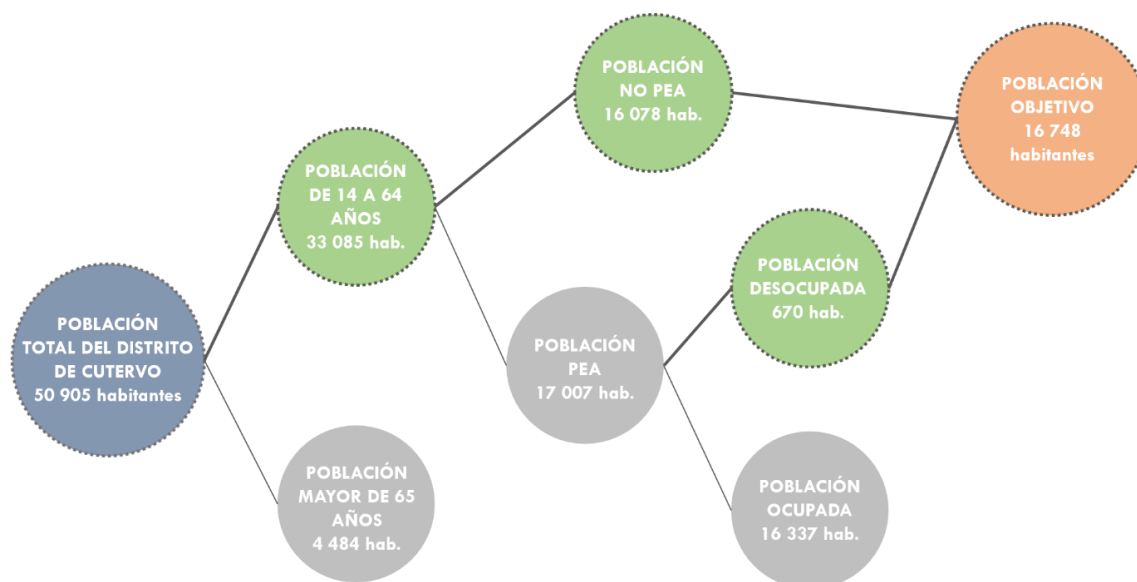 POBLACIÓN
TOTAL DEL DISTRITO
DE CUTERVO
50 905 habitantes
POBLACIÓN
DE 14 A 64
AÑOS
33 085 hab.
POBLACIÓN
MAYOR DE 65
AÑOS
4 484 hab.
POBLACIÓN
NO PEA
16 078 hab.
POBLACIÓN
PEA
17 007 hab.
POBLACIÓN
DESOCUPADA
670 hab.
POBLACIÓN
OCUPADA
16 337 hab.
POBLACIÓN
OBJETIVO
16 748
habitantes